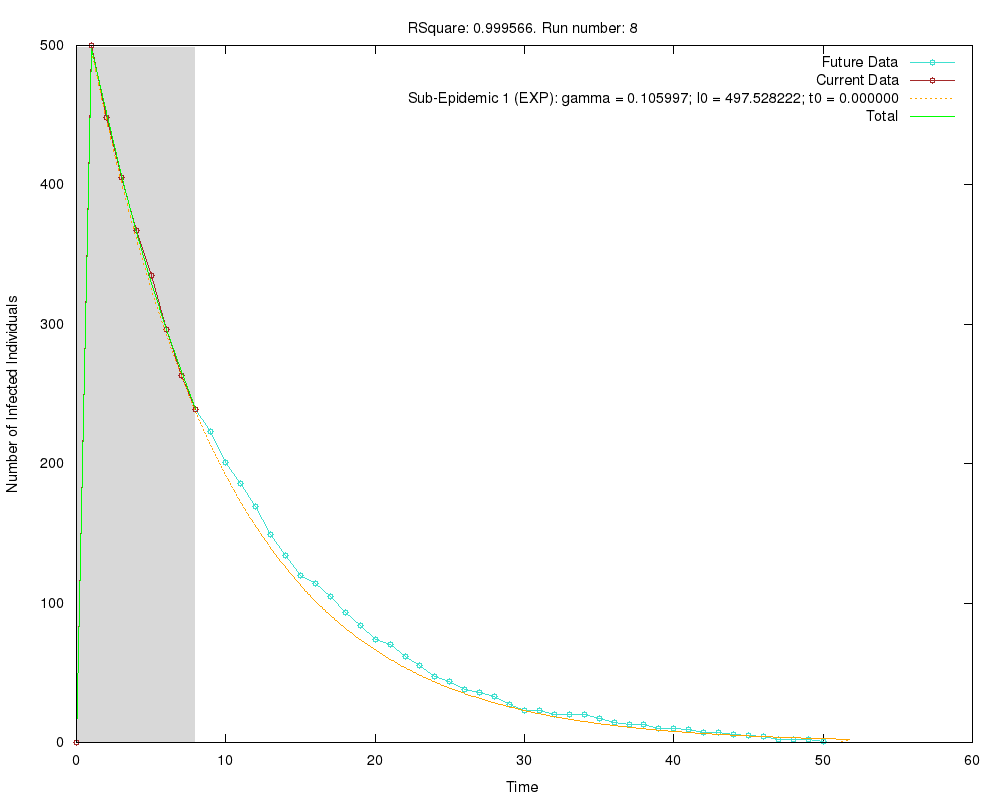 RSquare: 0.999566. Run number: 8
Future Data
Current Data
Sub-Epidemic 1 (EXP): gamma = 0.105997; I0 = 497.528222; t0 = 0.000000
Total
500
400
300
200
100
0
Number of Infected Individuals
0 10 20 30 40 50 60
Time